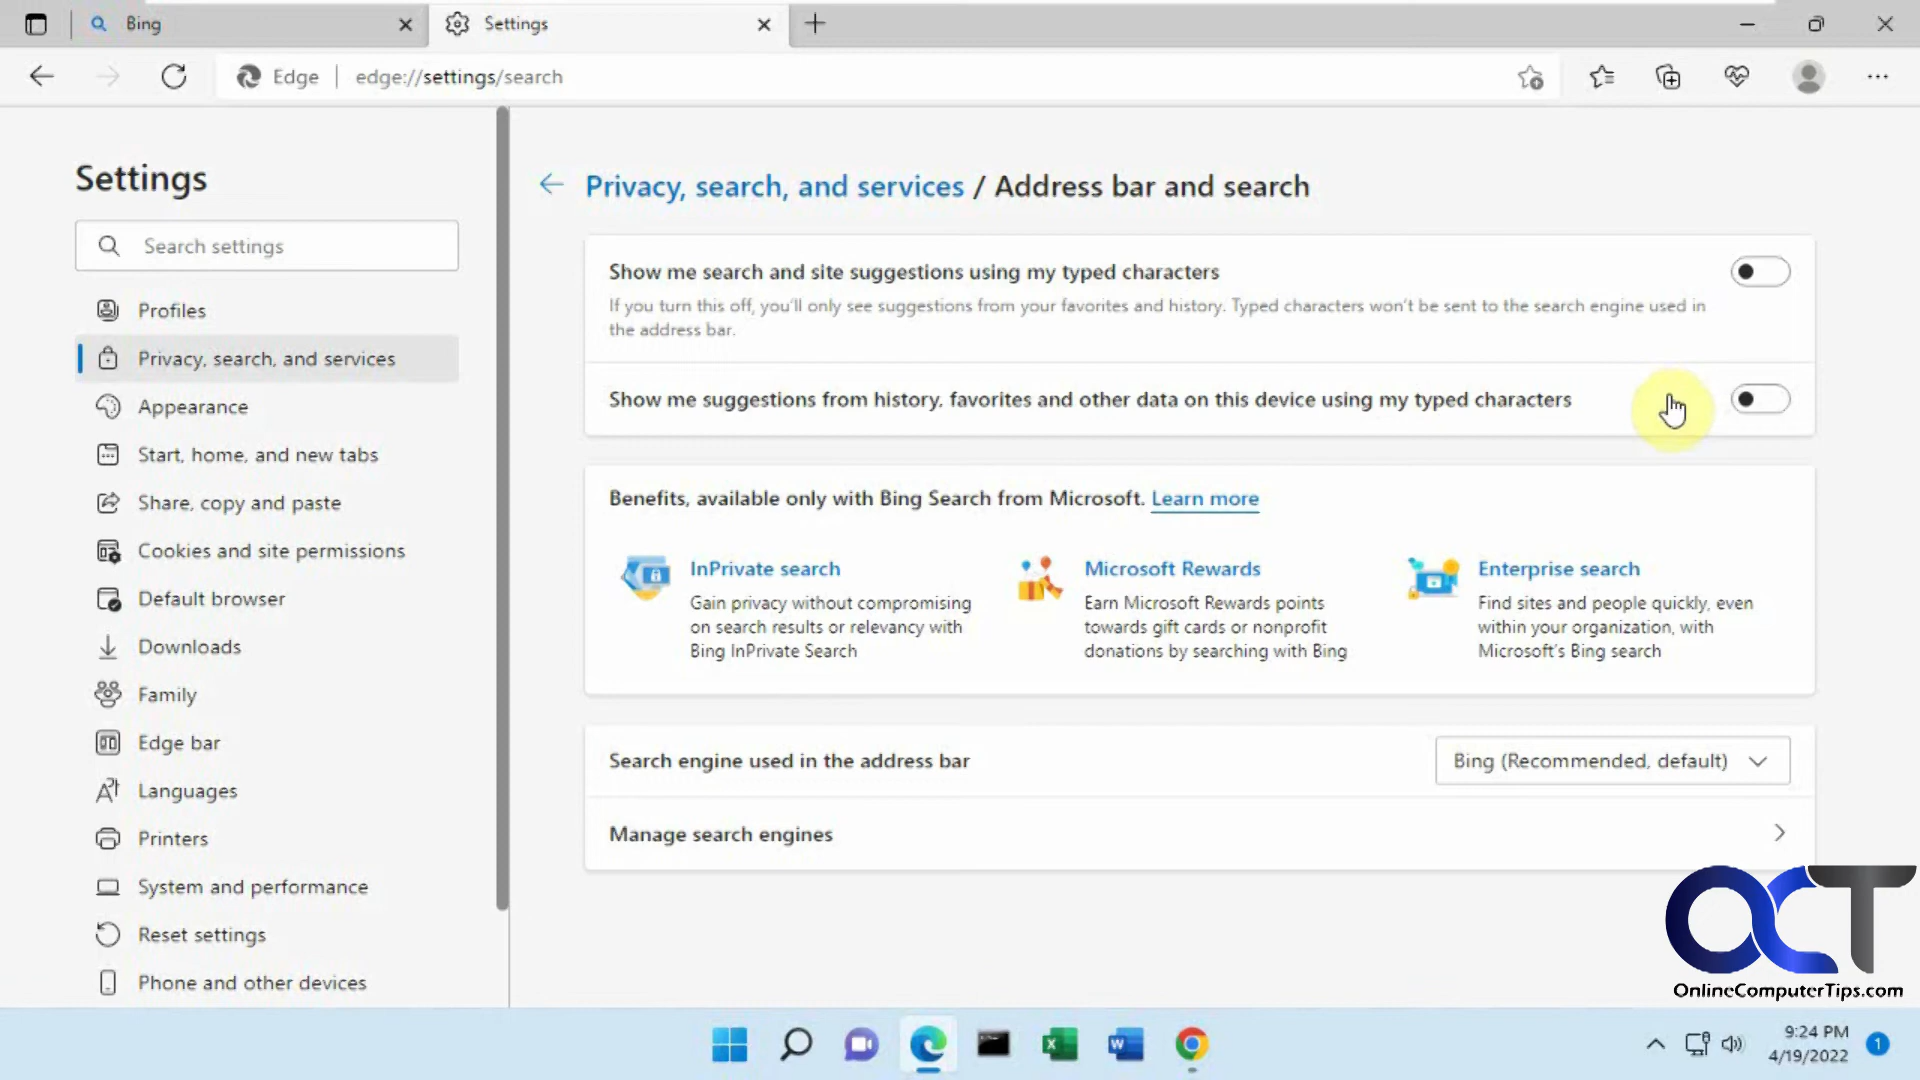 Bing
Settings
Edge
edge://settings/search
Settings
Search settings
Profiles
Privacy, search, and services
Appearance
Start, home, and new tabs
Share, copy and paste
Cookies and site permissions
Default browser
Downloads
Family
Edge bar
Languages
Printers
System and performance
Reset settings
Phone and other devices
Privacy, search, and services / Address bar and search
Show me search and site suggestions using my typed characters
If you turn this off, you'll only see suggestions from your favorites and history. Typed characters won't be sent to the search engine used in
the address bar.
Show me suggestions from history, favorites and other data on this device using my typed characters
Benefits, available only with Bing Search from Microsoft. Learn more
InPrivate search
Gain privacy without compromising
on search results or relevancy with
Bing InPrivate Search
Microsoft Rewards
Earn Microsoft Rewards points
towards gift cards or nonprofit
donations by searching with Bing
Enterprise search
Find sites and people quickly, even
within your organization, with
Microsoft's Bing search
Search engine used in the address bar
Bing (Recommended, default)
Manage search engines
OCT
OnlineComputerTips.com
9:24 PM
4/19/2022
1